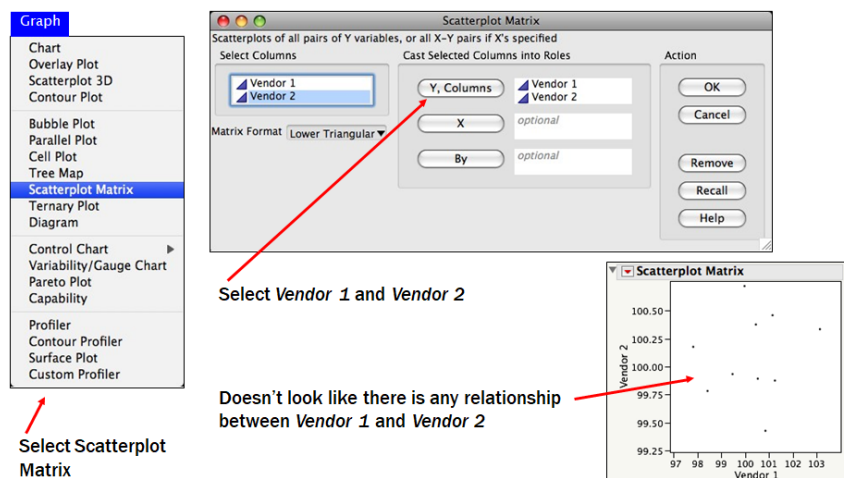 Graph
Chart
Overlay Plot
Scatterplot 3D
Contour Plot
Bubble Plot
Parallel Plot
Cell Plot
Tree Map
Scatterplot Matrix
Ternary Plot
Diagram
Control Chart
Variability/Gauge Chart
Pareto Plot
Capability
Profiler
Contour Profiler
Surface Plot
Custom Profiler
Select Scatterplot
Matrix
Scatterplot Matrix
Scatterplots of all pairs of Y variables, or all X-Y pairs if X's specified
Select Columns
Vendor 1
Vendor 2
Matrix Format Lower Triangular
Cast Selected Columns into Roles
Y, Columns
Vendor 1
Vendor 2
X
optional
By
optional
Action
OK
Cancel
Remove
Recall
Help
Select Vendor 1 and Vendor 2
Doesn't look like there is any relationship
between Vendor 1 and Vendor 2
Scatterplot Matrix
Vendor 2
100.50
100.25
100.00
99.75
99.50
99.25
97 98 99 100 101 102 103
Vendor 1